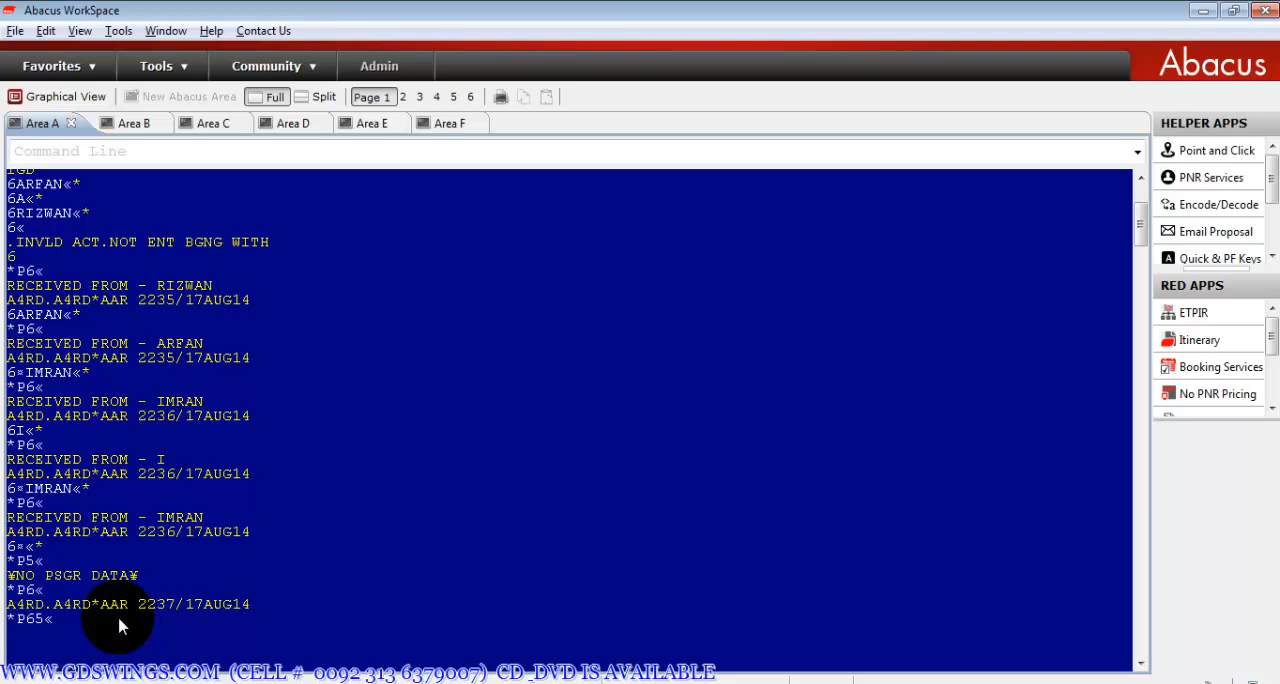 Abacus WorkSpace
File Edit View Tools Window Help Contact Us
Favorites ▼ Tools ▼ Community ▼ Admin
Abacus
Graphical View New Abacus Area Full Split Page 1 2 3 4 5 6
Area A Area B Area C Area D Area E Area F
Command Line
IGD
6ARFAN«*
6A«*
6RIZWAN«*
6«
.INVLD ACT.NOT ENT BGNG WITH
6
*P6«
RECEIVED FROM - RIZWAN
A4RD.A4RD*AAR 2235/17AUG14
6ARFAN«*
*P6«
RECEIVED FROM - ARFAN
A4RD.A4RD*AAR 2235/17AUG14
6¤IMRAN«*
*P6«
RECEIVED FROM - IMRAN
A4RD.A4RD*AAR 2236/17AUG14
6I«*
*P6«
RECEIVED FROM - I
A4RD.A4RD*AAR 2236/17AUG14
6¤IMRAN«*
*P6«
RECEIVED FROM - IMRAN
A4RD.A4RD*AAR 2236/17AUG14
6¤«*
*P5«
¥NO PSGR DATA¥
*P6«
A4RD.A4RD*AAR 2237/17AUG14
*P65«
HELPER APPS
Point and Click
PNR Services
Encode/Decode
Email Proposal
Quick & PF Keys
RED APPS
ETPIR
Itinerary
Booking Services
No PNR Pricing
WWW.GDSWINGS.COM (CELL # 0092 313 6379007) CD_DVD IS AVAILABLE